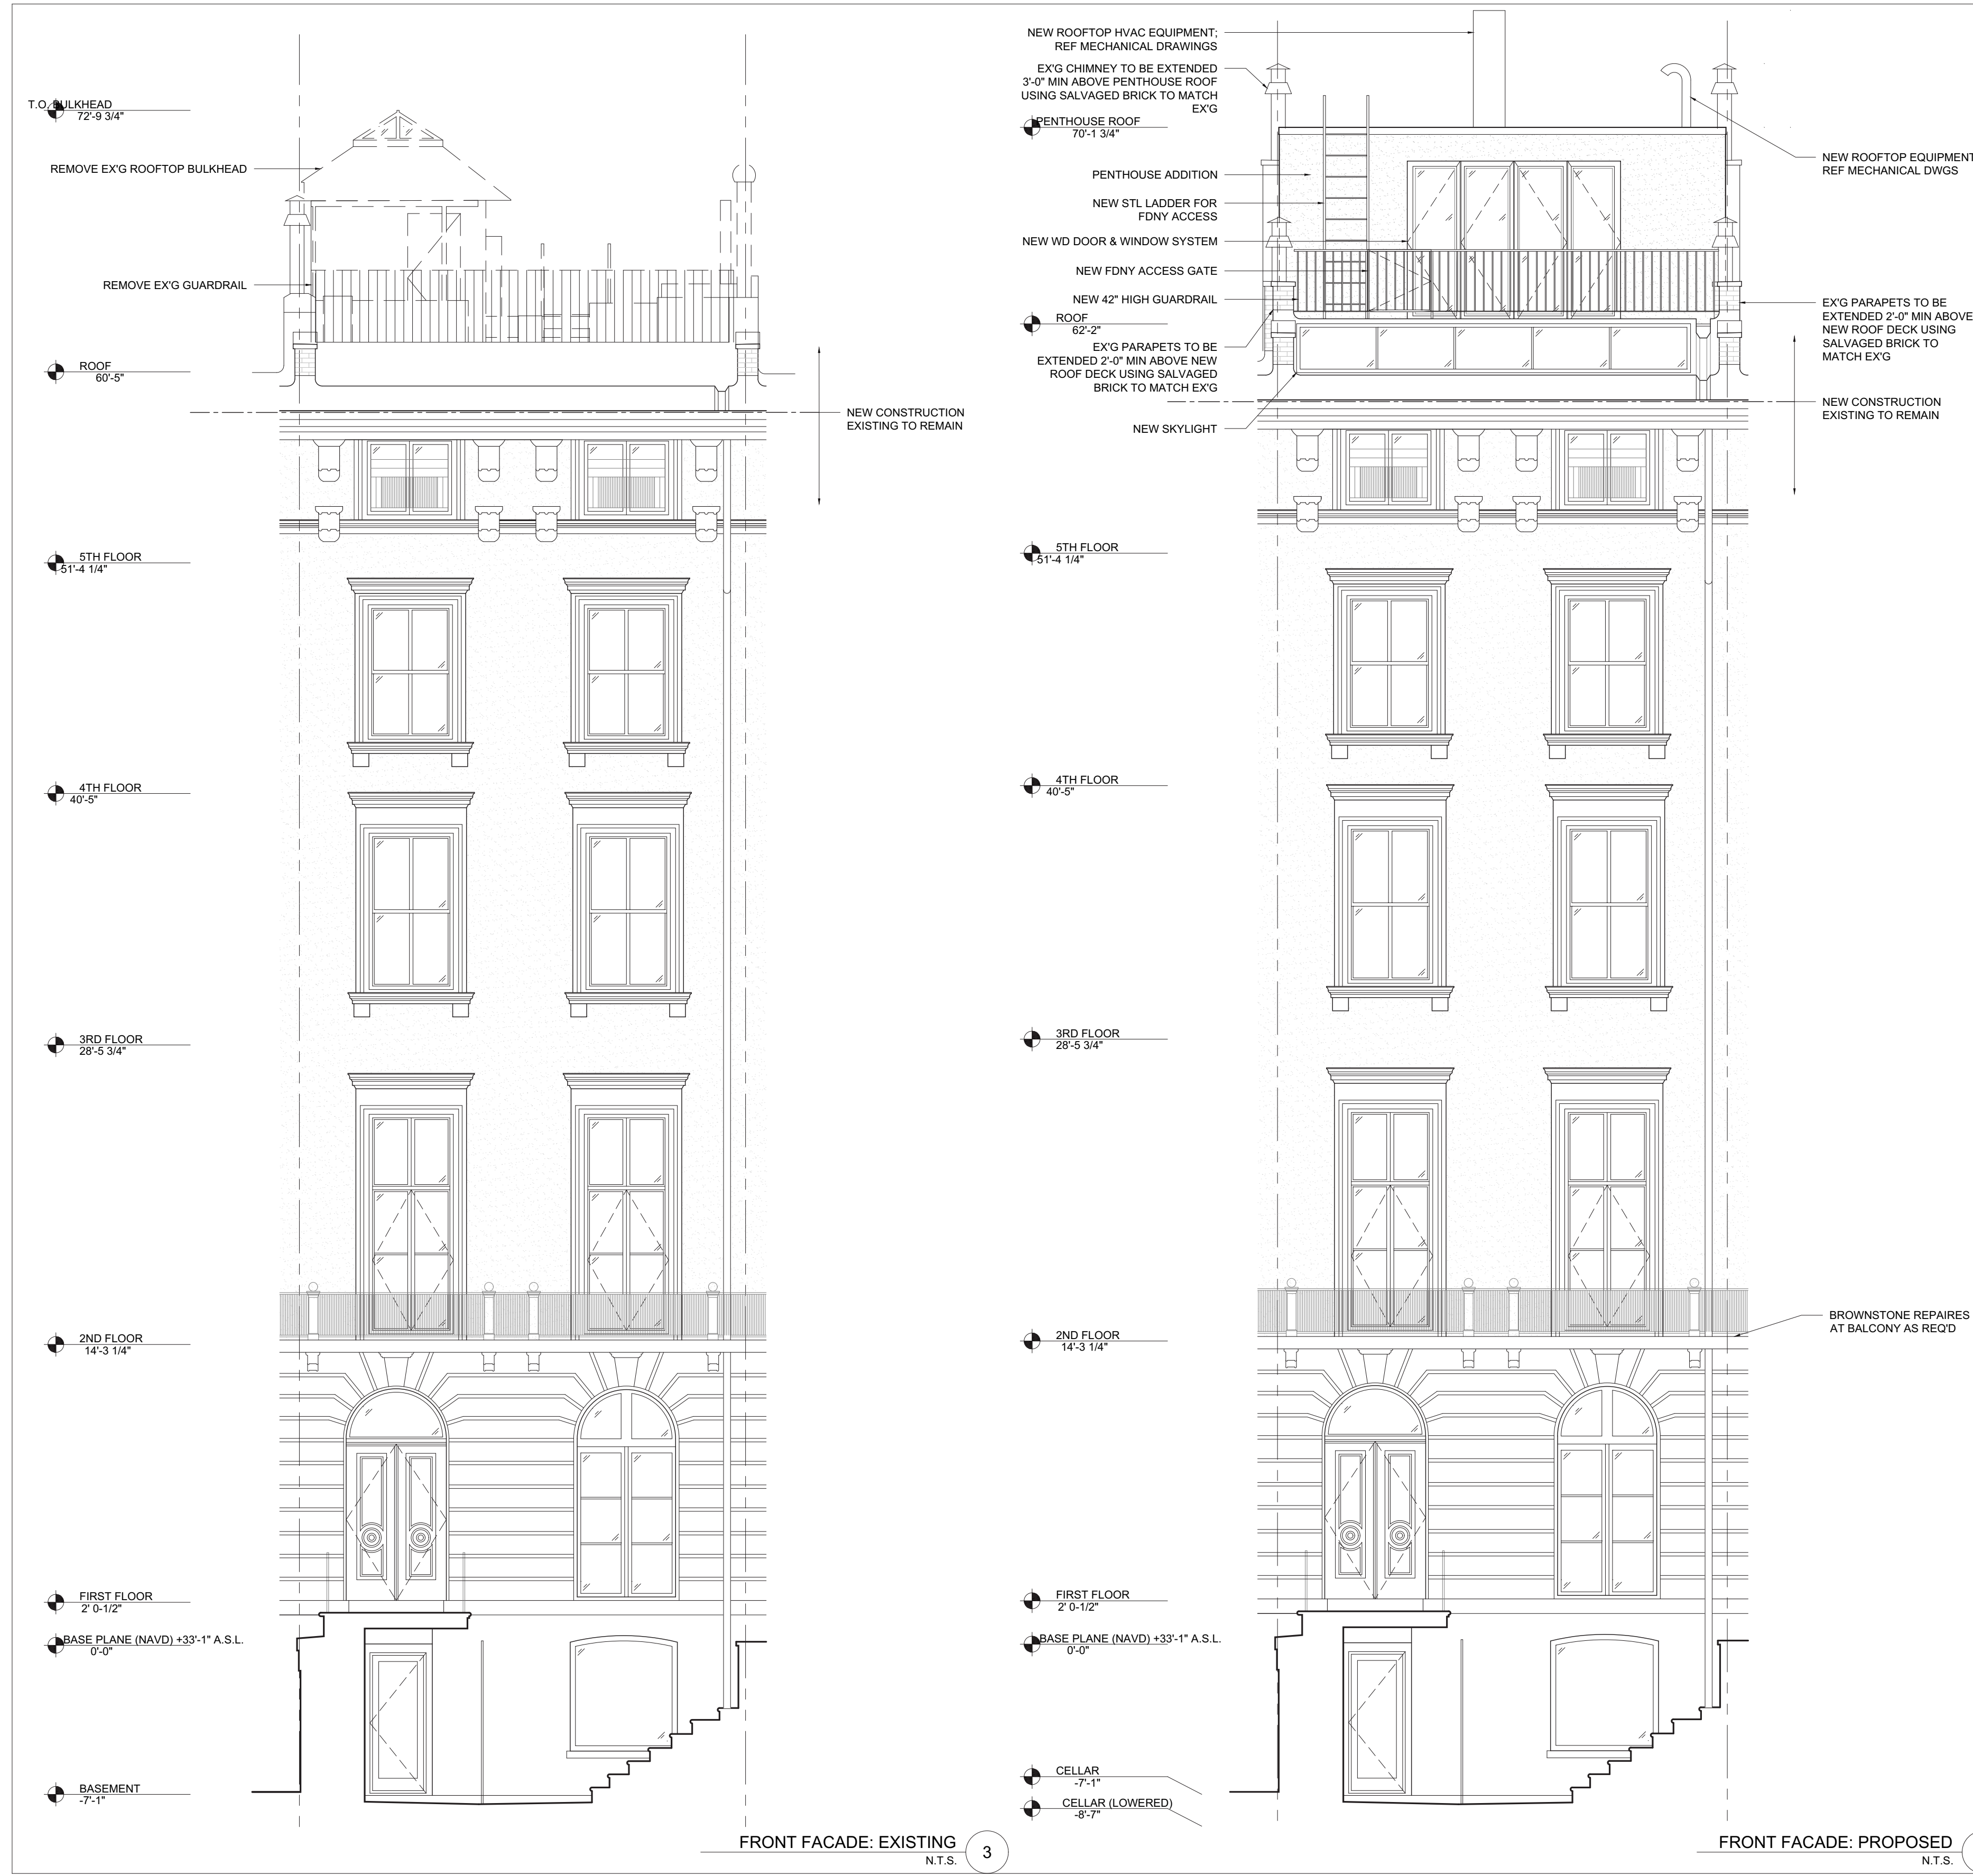 T.O. BULKHEAD
72'-9 3/4"
REMOVE EX'G ROOFTOP BULKHEAD
REMOVE EX'G GUARDRAIL
ROOF
60'-5"
NEW CONSTRUCTION
EXISTING TO REMAIN
5TH FLOOR
51'-4 1/4"
4TH FLOOR
40'-5"
3RD FLOOR
28'-5 3/4"
2ND FLOOR
14'-3 1/4"
FIRST FLOOR
2' 0-1/2"
BASE PLANE (NAVD) +33'-1" A.S.L.
0'-0"
BASEMENT
-7'-1"
FRONT FACADE: EXISTING
N.T.S.
3
NEW ROOFTOP HVAC EQUIPMENT;
REF MECHANICAL DRAWINGS
EX'G CHIMNEY TO BE EXTENDED
3'-0" MIN ABOVE PENTHOUSE ROOF
USING SALVAGED BRICK TO MATCH
EX'G
PENTHOUSE ROOF
70'-1 3/4"
PENTHOUSE ADDITION
NEW STL LADDER FOR
FDNY ACCESS
NEW WD DOOR & WINDOW SYSTEM
NEW FDNY ACCESS GATE
NEW 42" HIGH GUARDRAIL
ROOF
62'-2"
EX'G PARAPETS TO BE
EXTENDED 2'-0" MIN ABOVE NEW
ROOF DECK USING SALVAGED
BRICK TO MATCH EX'G
NEW SKYLIGHT
NEW ROOFTOP EQUIPMENT
REF MECHANICAL DWGS
EX'G PARAPETS TO BE
EXTENDED 2'-0" MIN ABOVE
NEW ROOF DECK USING
SALVAGED BRICK TO
MATCH EX'G
NEW CONSTRUCTION
EXISTING TO REMAIN
5TH FLOOR
51'-4 1/4"
4TH FLOOR
40'-5"
3RD FLOOR
28'-5 3/4"
BROWNSTONE REPAIRES
AT BALCONY AS REQ'D
2ND FLOOR
14'-3 1/4"
FIRST FLOOR
2' 0-1/2"
BASE PLANE (NAVD) +33'-1" A.S.L.
0'-0"
CELLAR
-7'-1"
CELLAR (LOWERED)
-8'-7"
FRONT FACADE: PROPOSED
N.T.S.